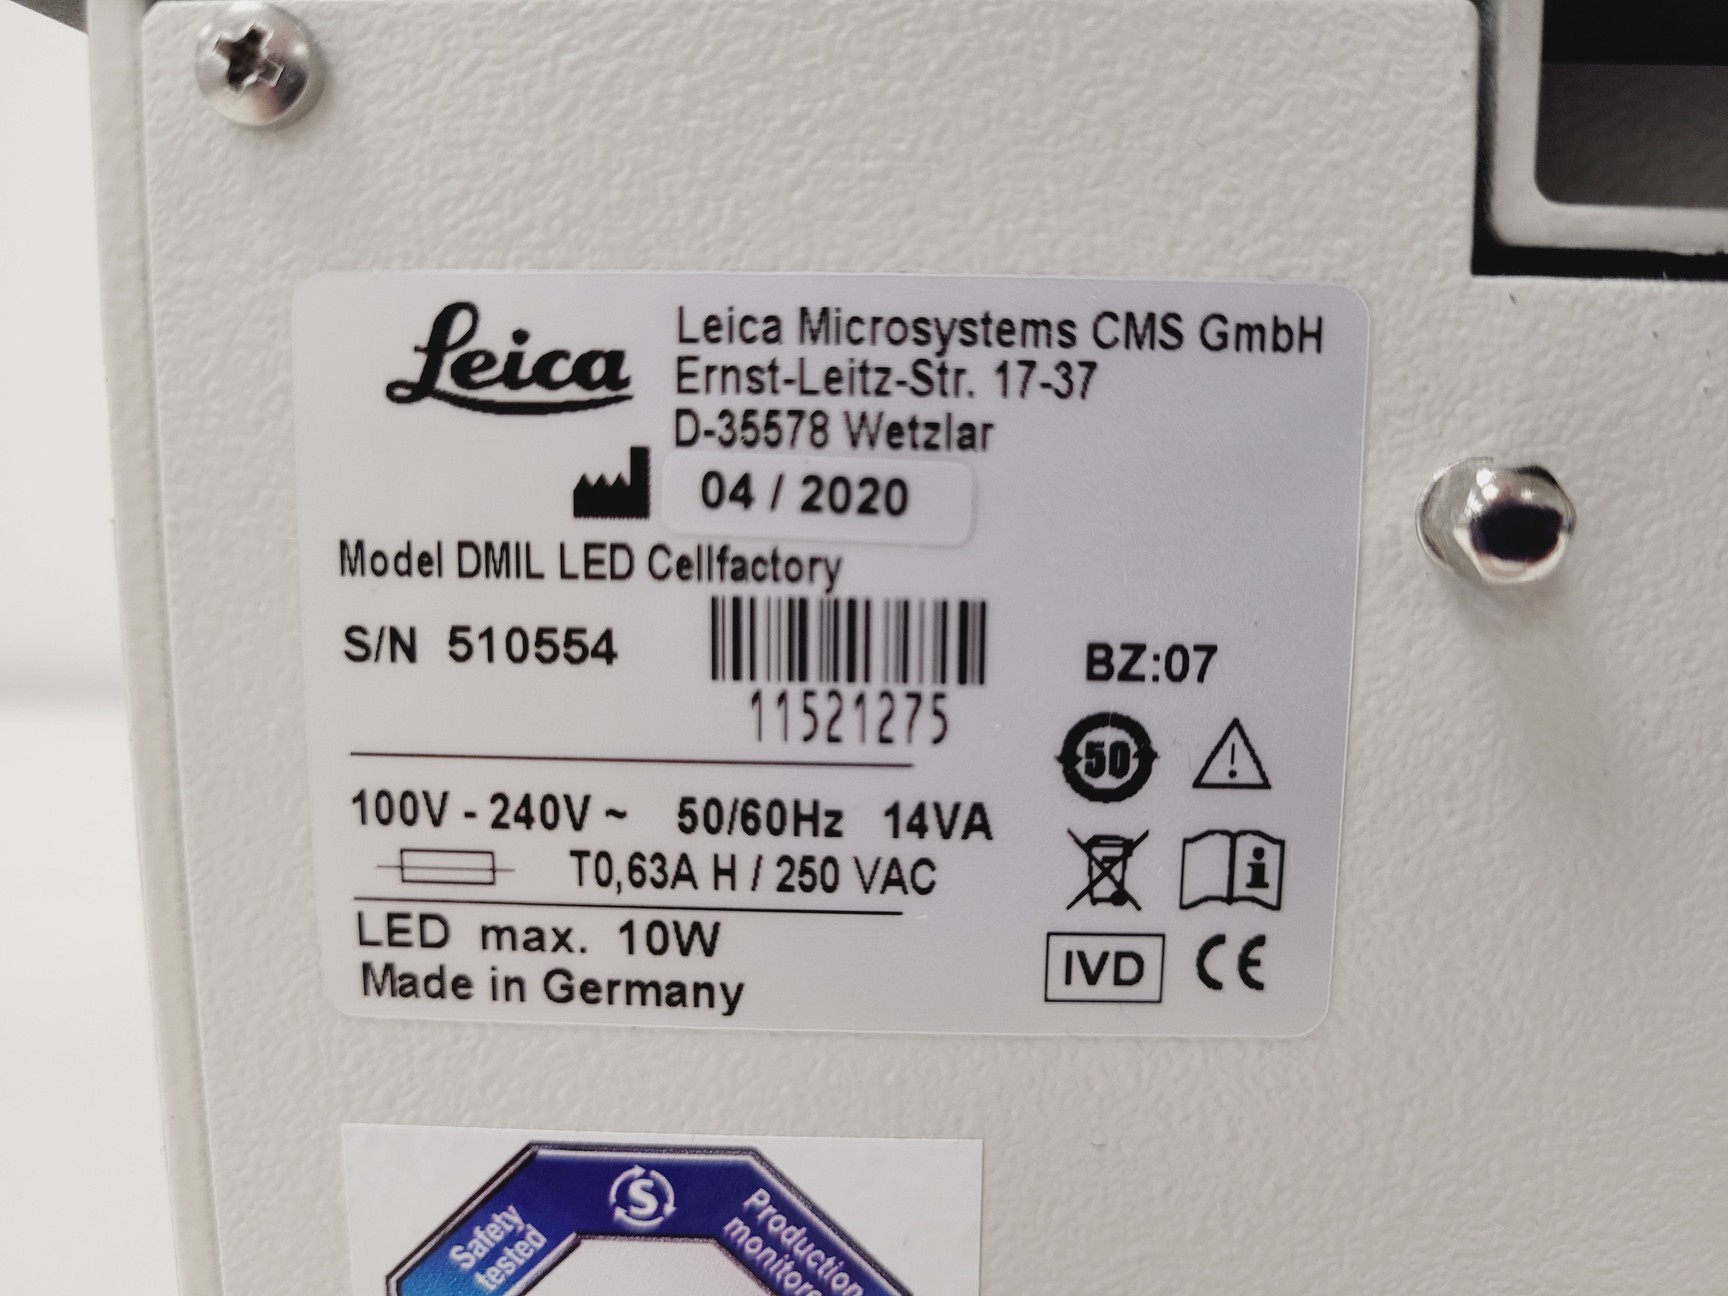 Leica
Leica Microsystems CMS GmbH
Ernst-Leitz-Str. 17-37
D-35578 Wetzlar
04 / 2020
Model DMIL LED Cellfactory
S/N 510554
11521275
BZ:07
50
100V - 240V ~ 50/60Hz 14VA
T0,63A H / 250 VAC
LED max. 10W
Made in Germany
IVD
CE
S
Safety
tested
Production